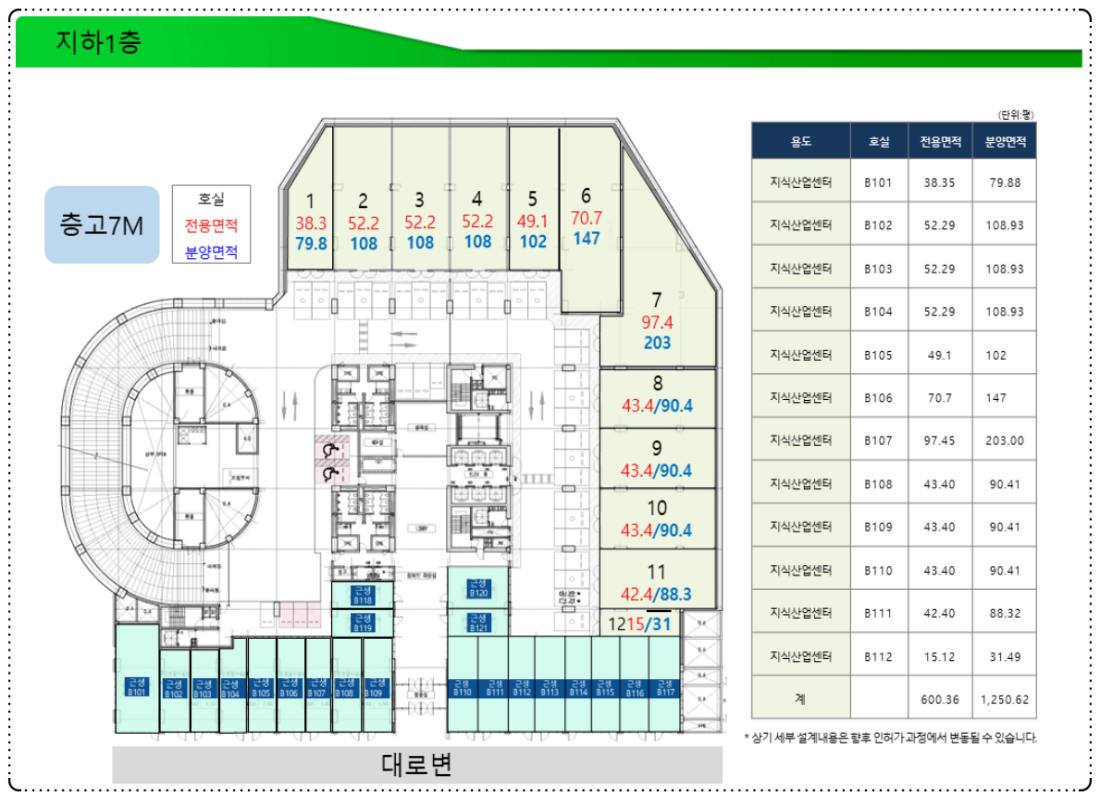 지하1층
층고7M
호실
전용면적
분양면적
1
38.3
79.8
2
52.2
108
3
52.2
108
4
52.2
108
5
49.1
102
6
70.7
147
7
97.4
203
8
43.4/90.4
9
43.4/90.4
10
43.4/90.4
11
42.4/88.3
1215/31
근생
B118
근생
B119
근생
B120
근생
B121
근생
B101
근생
B102
근생
B103
근생
B104
근생
B105
근생
B106
근생
B107
근생
B108
근생
B109
근생
B110
근생
B111
근생
B112
근생
B113
근생
B114
근생
B115
근생
B116
근생
B117
대로변
(단위:평)
용도 호실 전용면적 분양면적
지식산업센터 B101 38.35 79.88
지식산업센터 B102 52.29 108.93
지식산업센터 B103 52.29 108.93
지식산업센터 B104 52.29 108.93
지식산업센터 B105 49.1 102
지식산업센터 B106 70.7 147
지식산업센터 B107 97.45 203.00
지식산업센터 B108 43.40 90.41
지식산업센터 B109 43.40 90.41
지식산업센터 B110 43.40 90.41
지식산업센터 B111 42.40 88.32
지식산업센터 B112 15.12 31.49
계 600.36 1,250.62
* 상기 세부 설계내용은 향후 인허가 과정에서 변동될 수 있습니다.